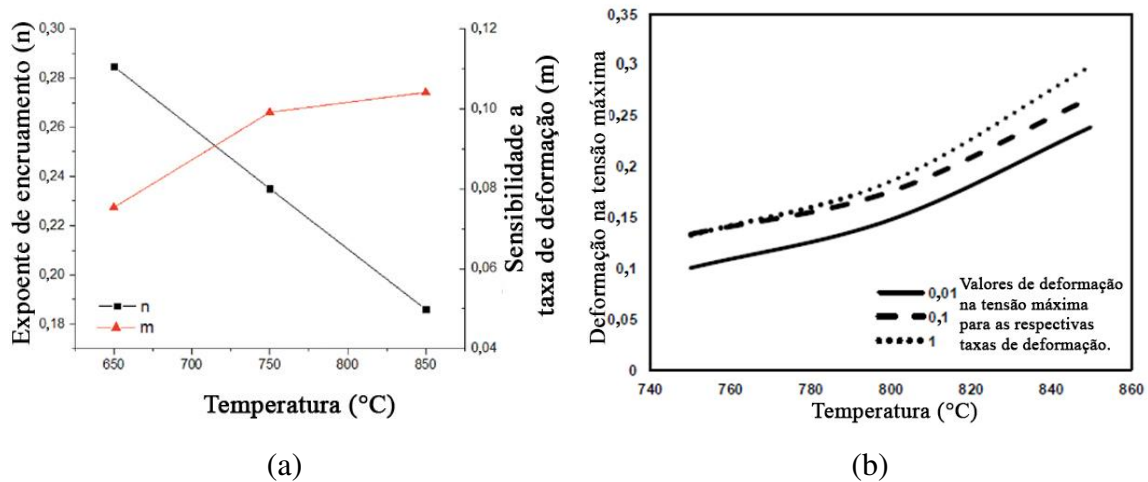 Expoente de encruamento (n)
0,30
0,28
0,26
0,24
0,22
0,20
0,18
n
m
650
700
750
800
850
Temperatura (°C)
0,12
0,10
0,08
0,06
0,04
Sensibilidade a
taxa de deformação (m)
(a)
Deformação na tensão máxima
0,35
0,3
0,25
0,2
0,15
0,1
0,05
0
0,01
0,1
1
Valores de deformação
na tensão máxima
para as respectivas
taxas de deformação.
740
760
780
800
820
840
860
Temperatura (°C)
(b)